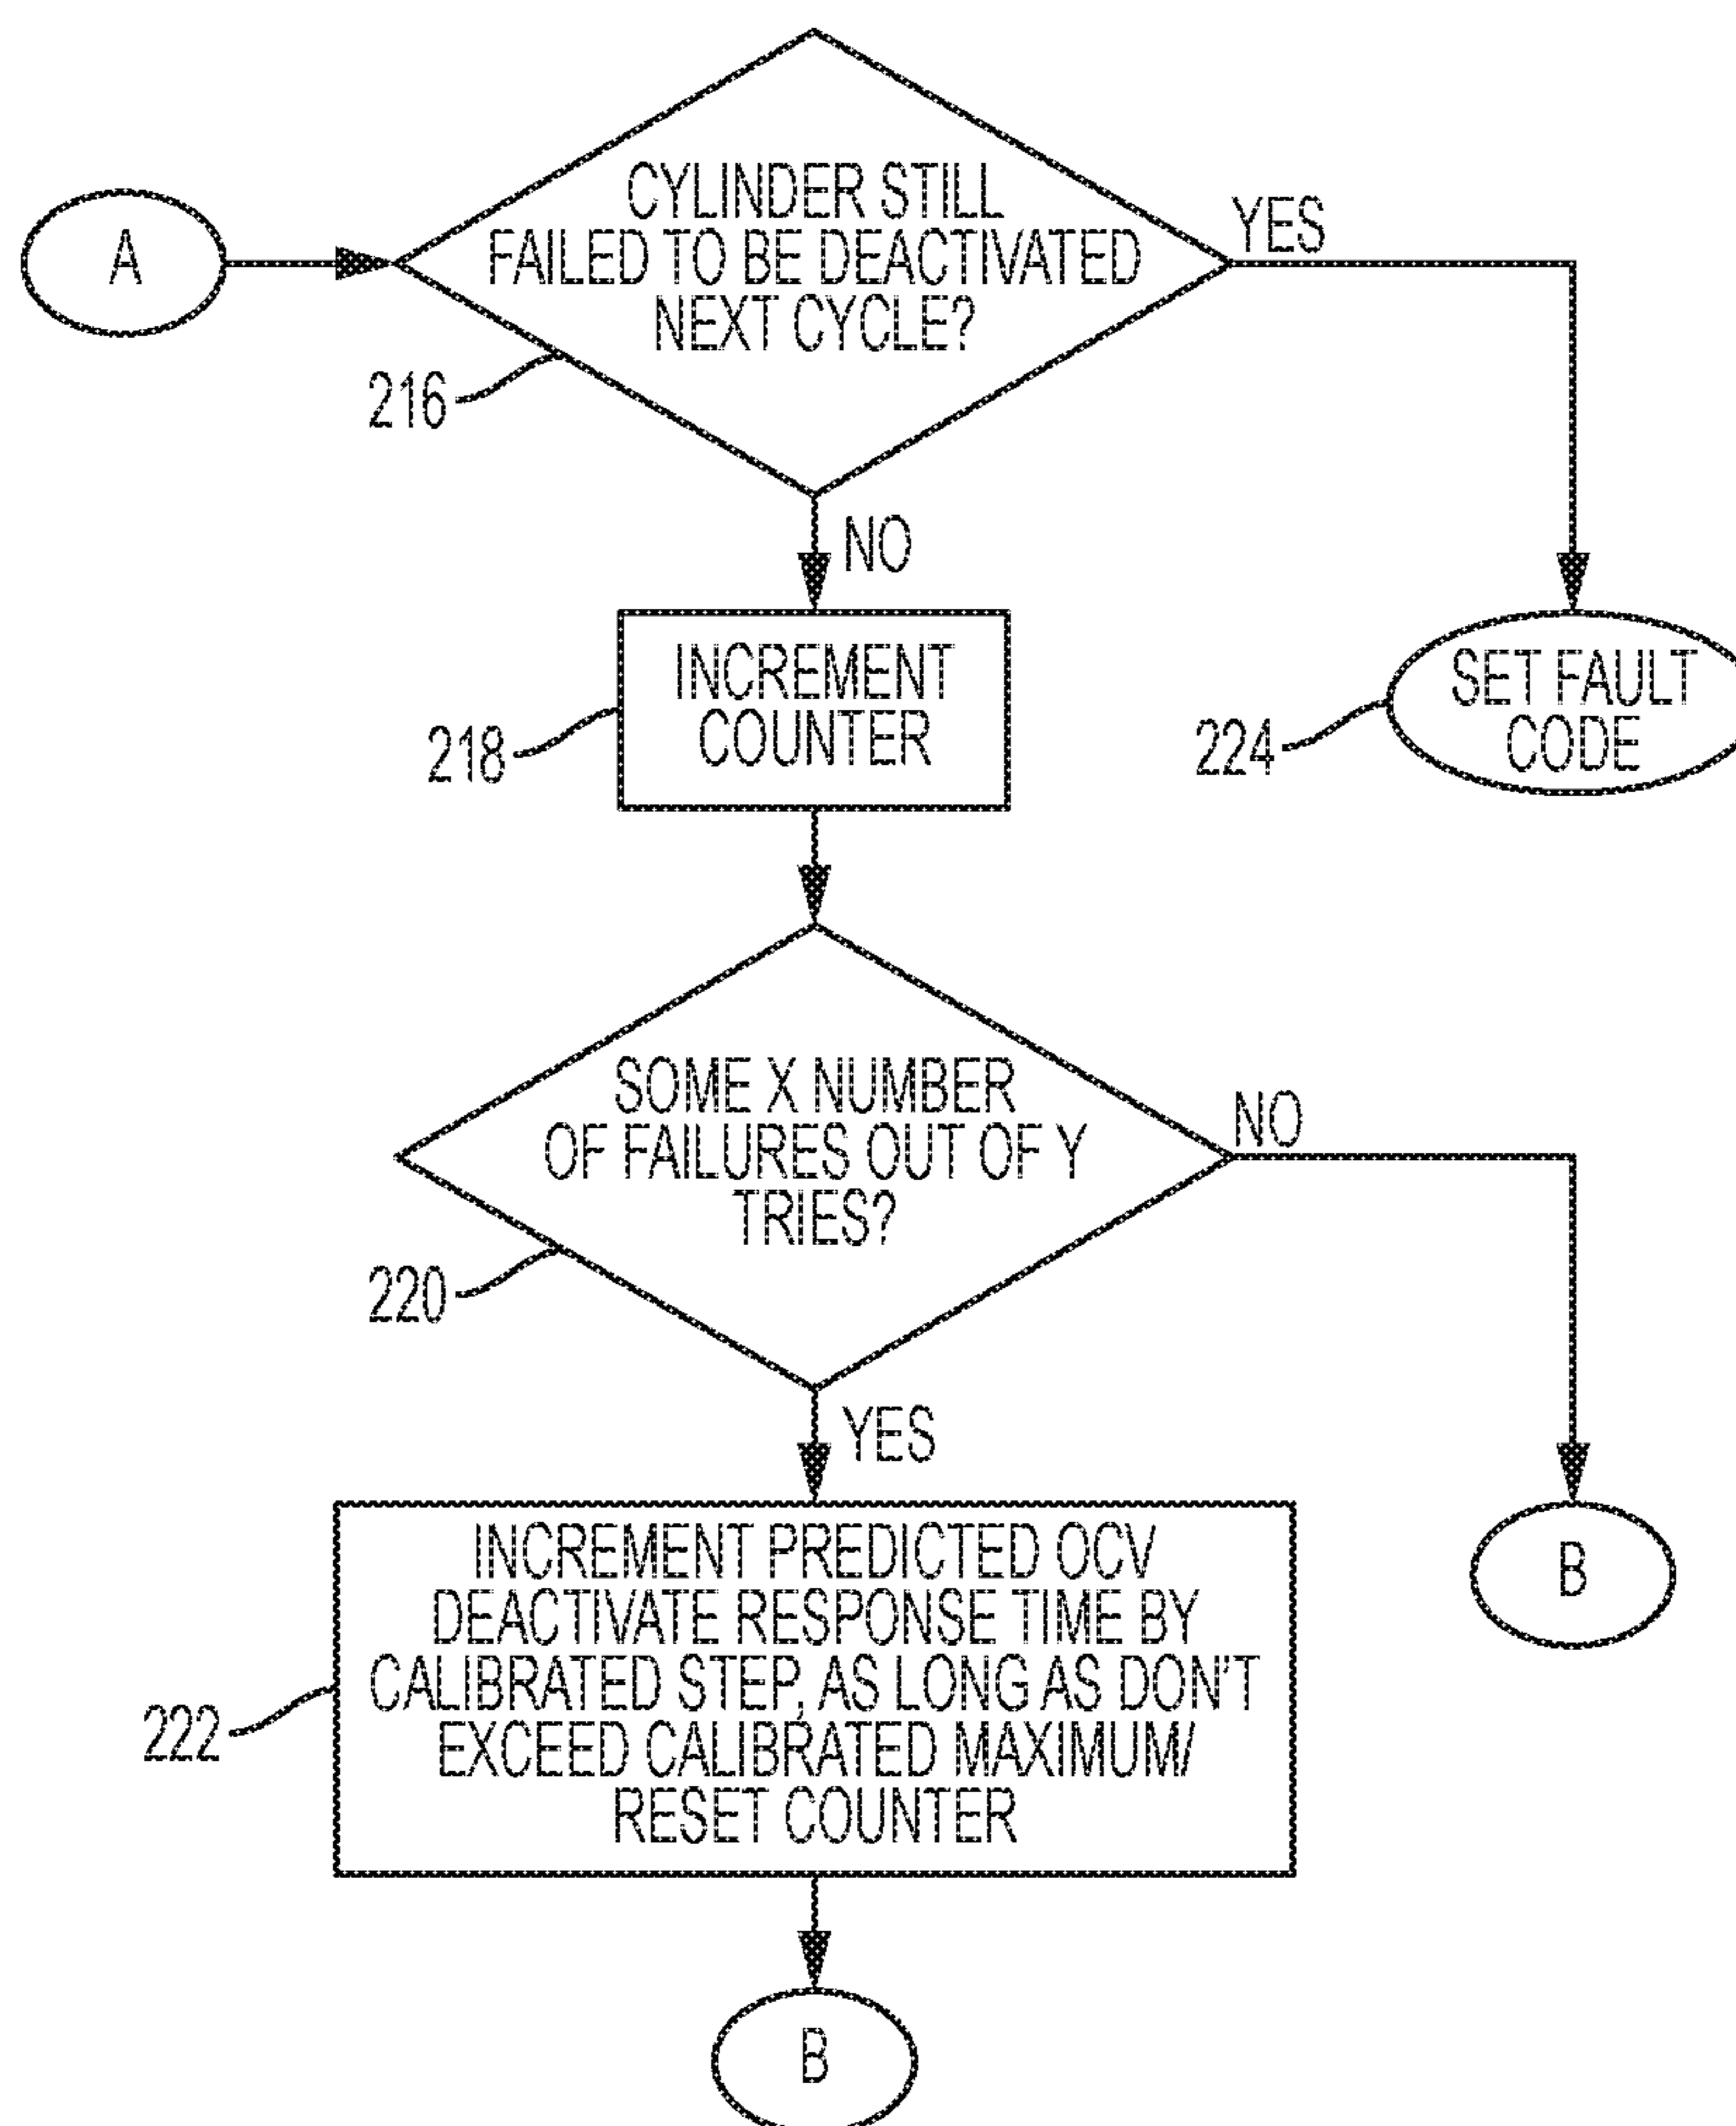 CYLINDER STILL
FAILED TO BE DEACTIVATED
NEXT CYCLE?
A
YES
216
NO
INCREMENT
COUNTER
218
SET FAULT
CODE
224
SOME X NUMBER
OF FAILURES OUT OF Y
TRIES?
NO
220
YES
INCREMENT PREDICTED OCV
DEACTIVATE RESPONSE TIME BY
CALIBRATED STEP, AS LONG AS DON'T
EXCEED CALIBRATED MAXIMUM/
RESET COUNTER
222
B
B